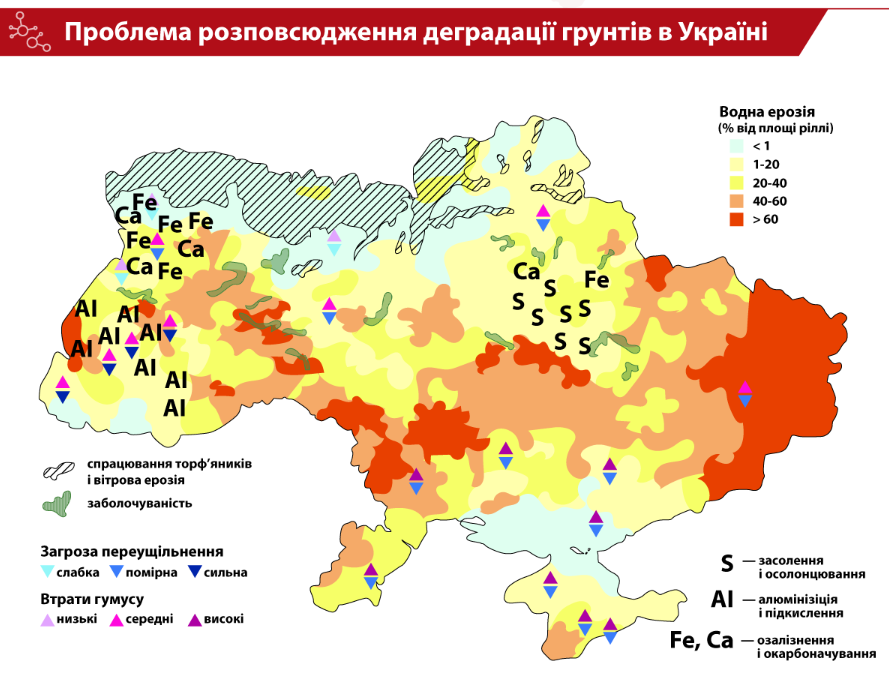 Проблема розповсюдження деградації грунтів в Україні
Водна ерозія
(% від площі ріллі)
< 1
1-20
20-40
40-60
> 60
Fe
Ca
Fe
Fe
Fe
Ca
Ca
Fe
Ca
Fe
S
S
S
S
S
S
S
Al
Al
Al
Al
Al
Al
Al
Al
спрацювання торф'яників
і вітрова ерозія
заболочуваність
Загроза переущільнення
слабка
помірна
сильна
Втрати гумусу
низькі
середні
високі
S — засолення
і осолонцювання
Al — алюмінізіція
і підкислення
Fe, Ca — озалізнення
і окарбоначування